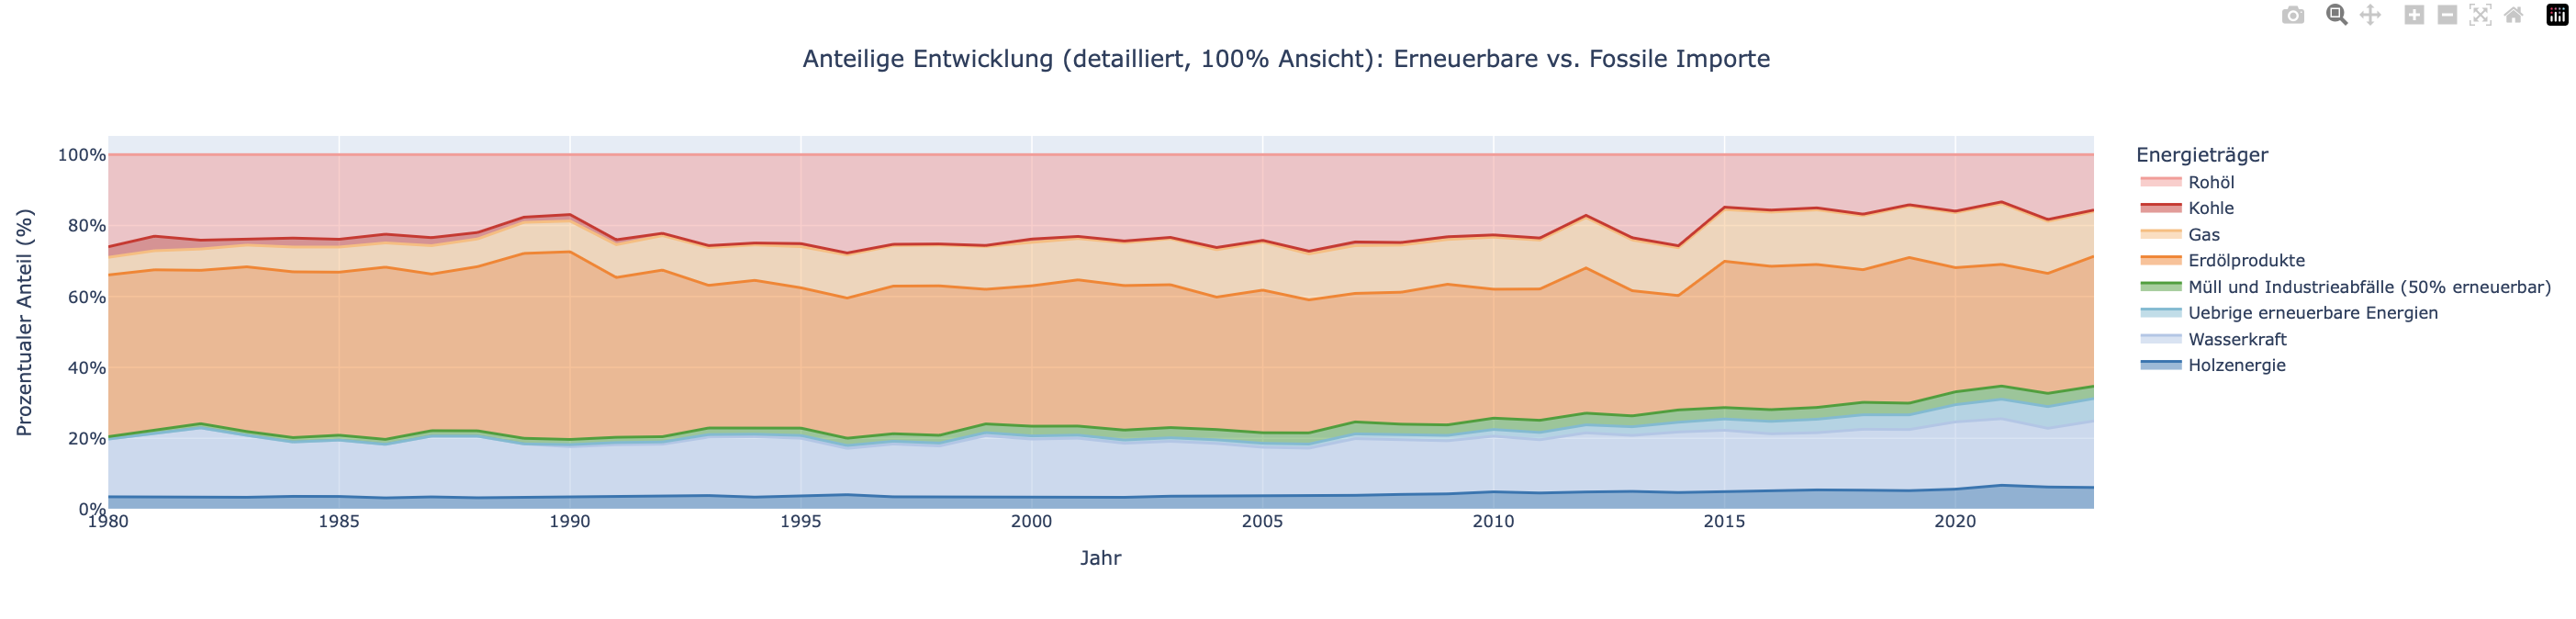 Anteilige Entwicklung (detailliert, 100% Ansicht): Erneuerbare vs. Fossile Importe
Prozentualer Anteil (%)
100%
80%
60%
40%
20%
0%
1980
1985
1990
1995
2000
2005
2010
2015
2020
Jahr
Energieträger
Rohöl
Kohle
Gas
Erdölprodukte
Müll und Industrieabfälle (50% erneuerbar)
Uebrige erneuerbare Energien
Wasserkraft
Holzenergie